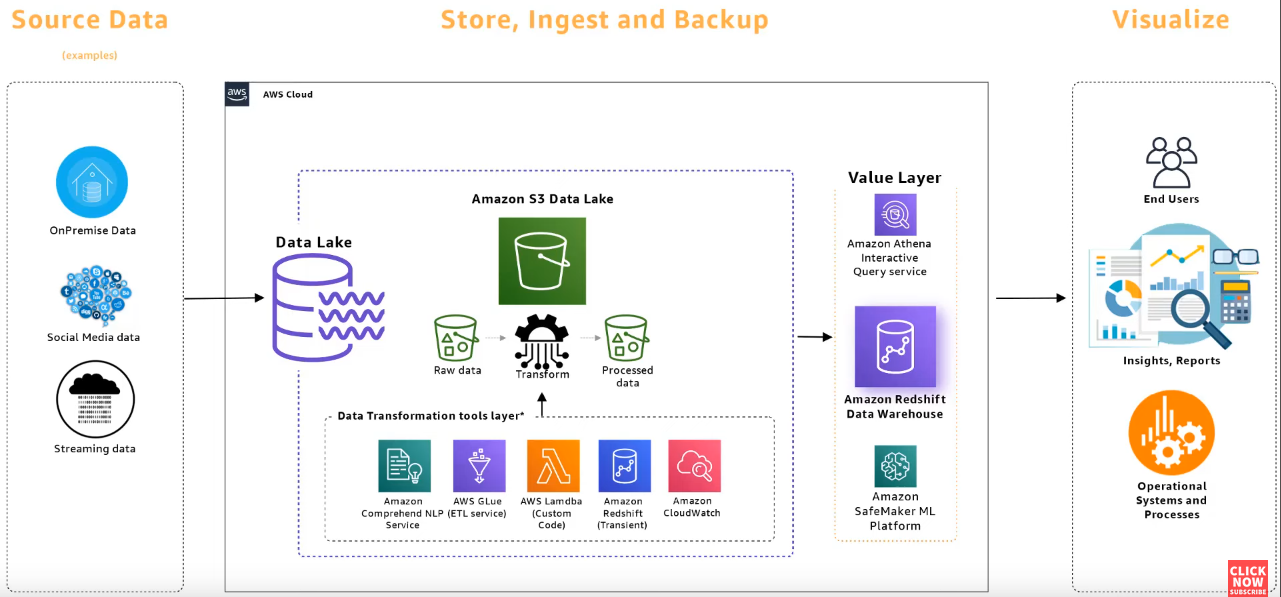 Source Data
(examples)
Store, Ingest and Backup
Visualize
aws
AWS Cloud
OnPremise Data
Social Media data
Streaming data
Data Lake
Amazon S3 Data Lake
Raw data
Transform
Processed
data
Data Transformation tools layer*
Amazon
Comprehend NLP
Service
AWS GLue
(ETL service)
AWS Lamdba
(Custom
Code)
Amazon
Redshift
(Transient)
Amazon
CloudWatch
Value Layer
Amazon Athena
Interactive
Query service
Amazon Redshift
Data Warehouse
Amazon
SafeMaker ML
Platform
End Users
Insights, Reports
Operational
Systems and
Processes
CLICK
NOW
SUBSCRIBE